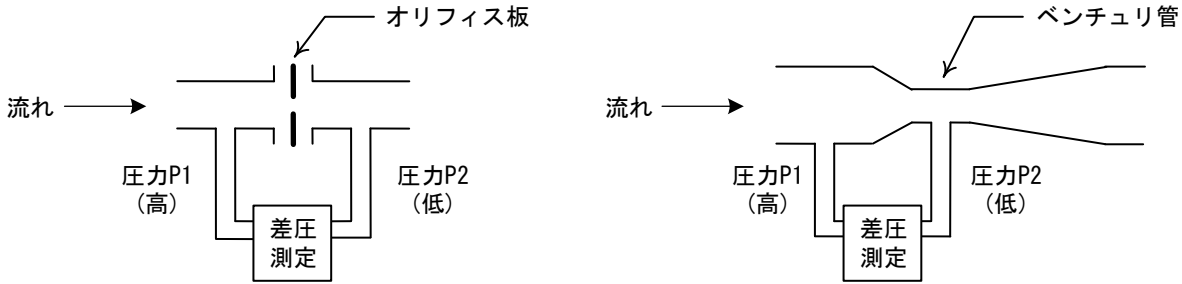 オリフィス板
流れ
圧力P1
（高）
圧力P2
（低）
差圧
測定
ベンチュリ管
流れ
圧力P1
（高）
圧力P2
（低）
差圧
測定